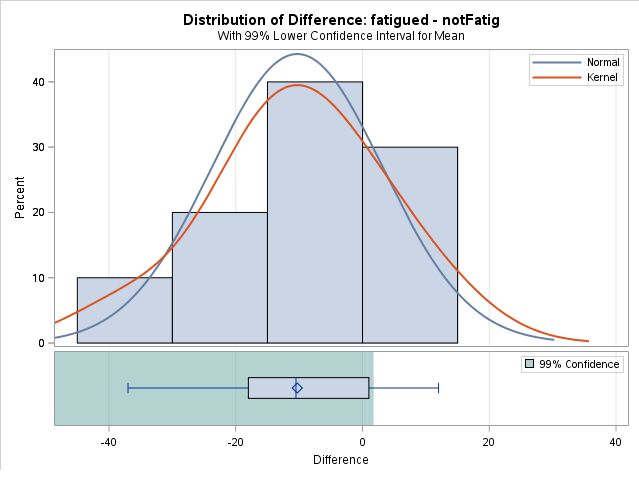 Distribution of Difference: fatigued - notFatig
With 99% Lower Confidence Interval for Mean
Normal
Kernel
Percent
40
30
20
10
0
99% Confidence
-40
-20
0
20
40
Difference